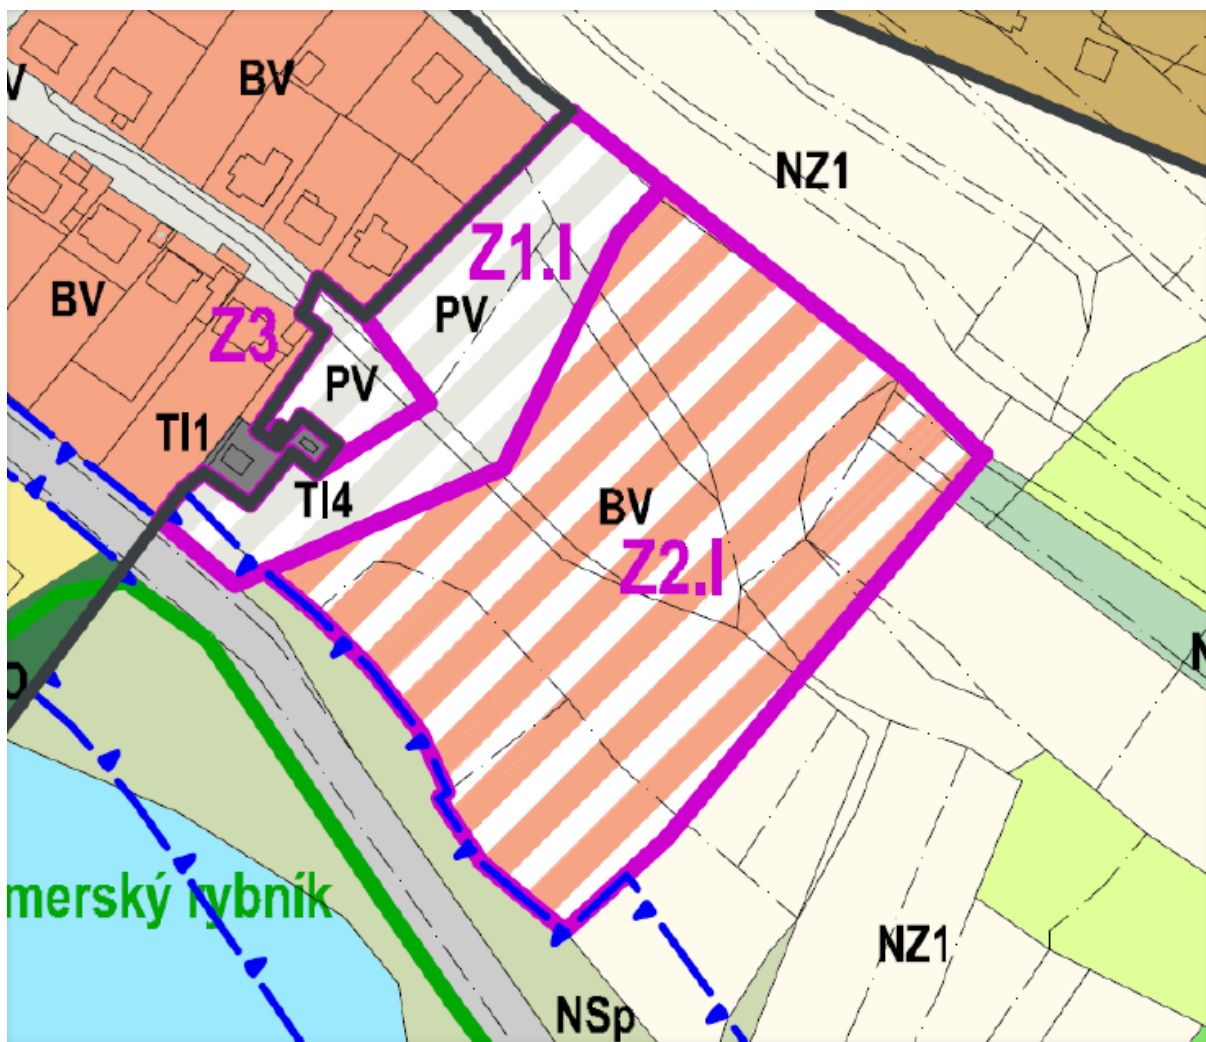 BV
V
NZ1
Z1.I
BV
PV
Z3
PV
TI1
TI4
BV
Z2.I
N
O
merský rybník
NZ1
NSp